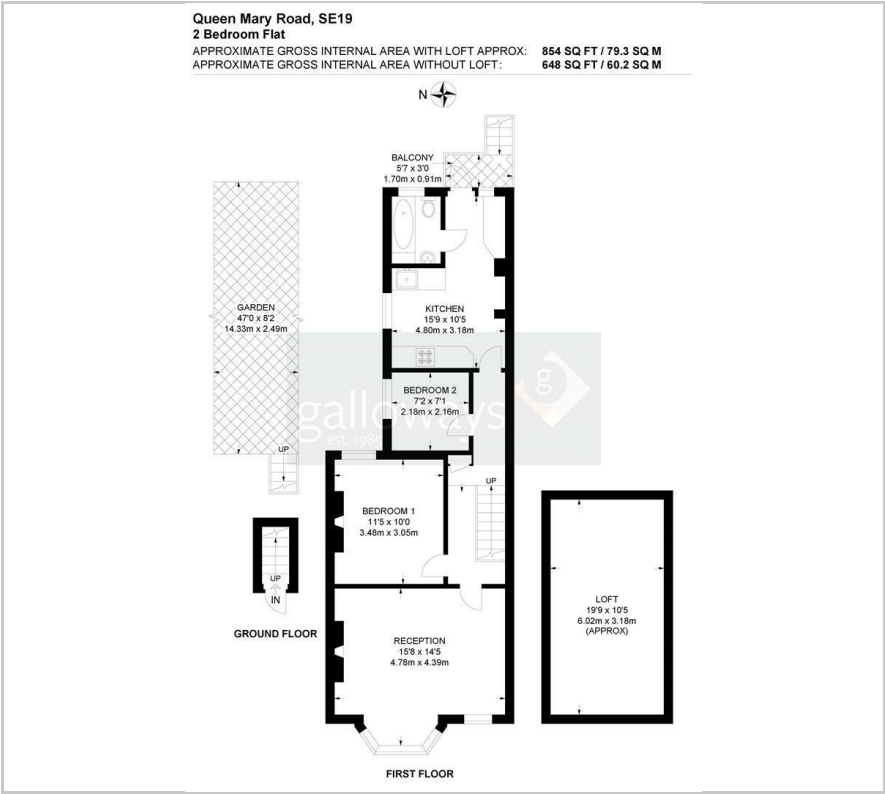 Queen Mary Road, SE19
2 Bedroom Flat
APPROXIMATE GROSS INTERNAL AREA WITH LOFT APPROX: 854 SQ FT / 79.3 SQ M
APPROXIMATE GROSS INTERNAL AREA WITHOUT LOFT: 648 SQ FT / 60.2 SQ M
N
BALCONY
5'7 x 3'0
1.70m x 0.91m
GARDEN
47'0 x 8'2
14.33m x 2.49m
UP
KITCHEN
15'9 x 10'5
4.80m x 3.18m
BEDROOM 2
7'2 x 7'1
2.18m x 2.16m
galloways
est. 1985
g
UP
BEDROOM 1
11'5 x 10'0
3.48m x 3.05m
UP
IN
GROUND FLOOR
LOFT
19'9 x 10'5
6.02m x 3.18m
(APPROX)
RECEPTION
15'8 x 14'5
4.78m x 4.39m
FIRST FLOOR